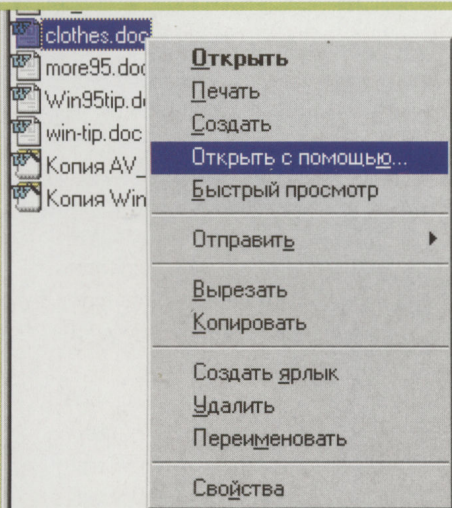 clothes.doc
more95.doc
Win95tip.d
win-tip.doc
Копия AV_
Копия Win
Открыть
Печать
Создать
Открыть с помощью...
Быстрый просмотр
Отправить
Вырезать
Копировать
Создать ярлык
Удалить
Переименовать
Свойства